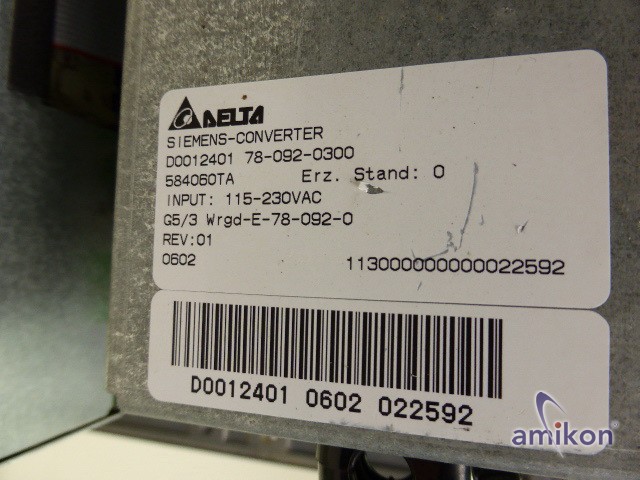 DELTA
SIEMENS-CONVERTER
D0012401 78-092-0300
584060TA Erz. Stand: 0
INPUT: 115-230VAC
G5/3 Wrgd-E-78-092-0
REV:01
0602 1130000000000022592
D0012401 0602 022592
amikon